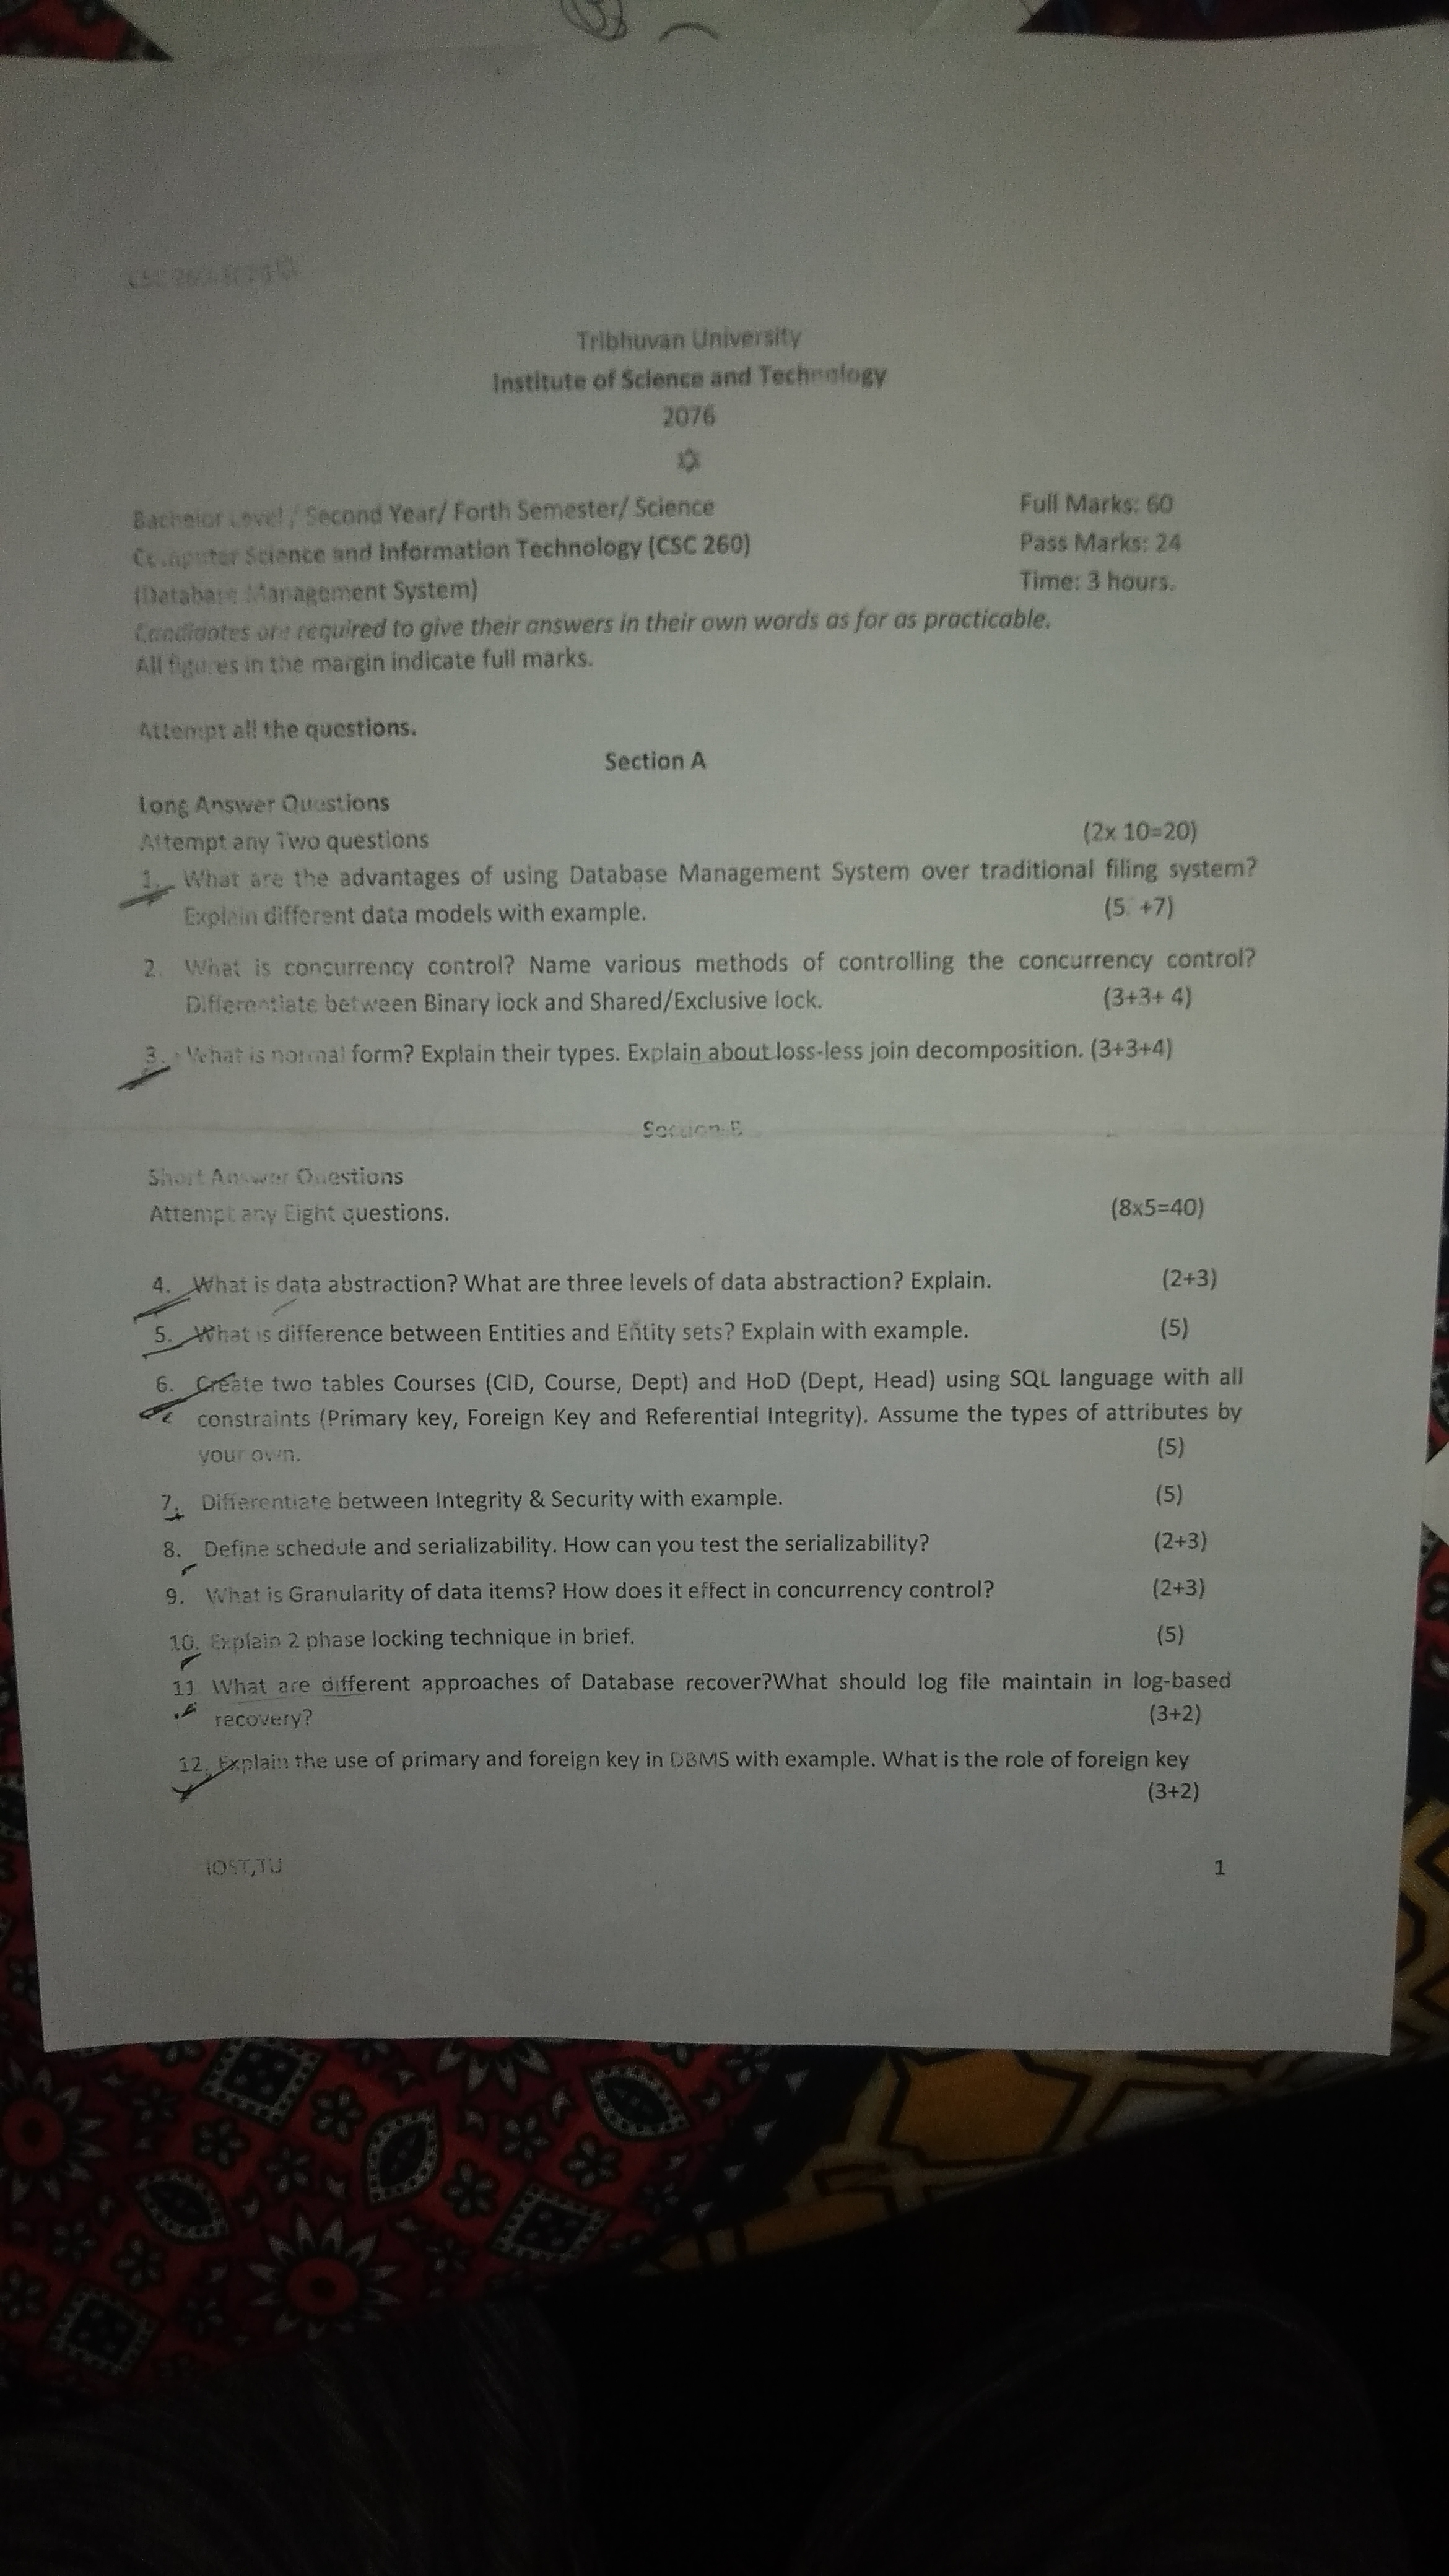 Tribhuvan University
Institute of Science and Technology
2076
Bachelor Level / Second Year/ Forth Semester/ Science
Full Marks: 60
Computer Science and Information Technology (CSC 260)
Pass Marks: 24
(Database Management System)
Time: 3 hours.
Candidates are required to give their answers in their own words as for as practicable.
All figures in the margin indicate full marks.
Attempt all the questions.
Section A
Long Answer Questions
Attempt any Two questions (2x 10=20)
1. What are the advantages of using Database Management System over traditional filing system?
Explain different data models with example. (5 +7)
2. What is concurrency control? Name various methods of controlling the concurrency control?
Differentiate between Binary lock and Shared/Exclusive lock. (3+3+ 4)
3. What is normal form? Explain their types. Explain about loss-less join decomposition. (3+3+4)
Section B
Short Answer Questions
Attempt any Eight questions. (8x5=40)
4. What is data abstraction? What are three levels of data abstraction? Explain. (2+3)
5. What is difference between Entities and Entity sets? Explain with example. (5)
6. Create two tables Courses (CID, Course, Dept) and HoD (Dept, Head) using SQL language with all
constraints (Primary key, Foreign Key and Referential Integrity). Assume the types of attributes by
your own. (5)
7. Differentiate between Integrity & Security with example. (5)
8. Define schedule and serializability. How can you test the serializability? (2+3)
9. What is Granularity of data items? How does it effect in concurrency control? (2+3)
10. Explain 2 phase locking technique in brief. (5)
11 What are different approaches of Database recover?What should log file maintain in log-based
recovery? (3+2)
12. Explain the use of primary and foreign key in DBMS with example. What is the role of foreign key
(3+2)
IOST,TU 1